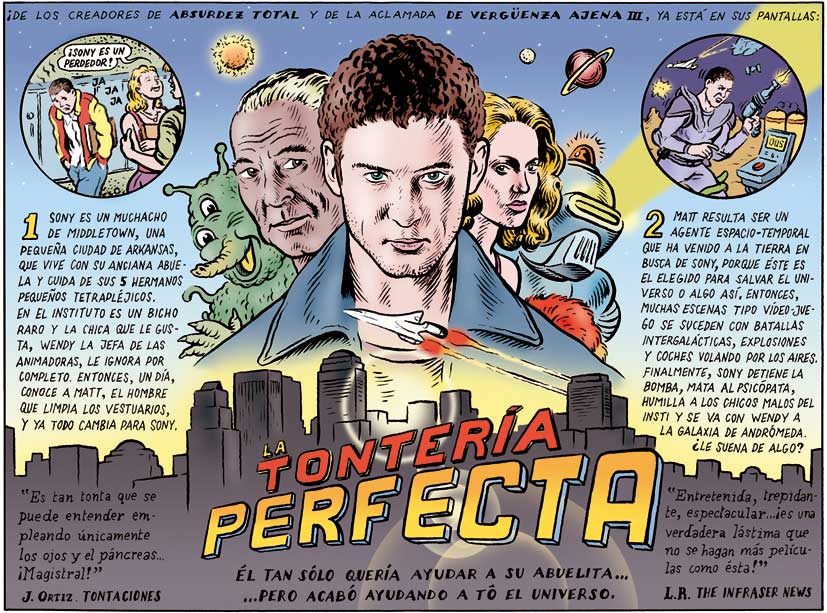 ¡DE LOS CREADORES DE ABSURDEZ TOTAL Y DE LA ACLAMADA DE VERGÜENZA AJENA III, YA ESTÁ EN SUS PANTALLAS:
¡SONY ES UN
PERDEDOR!
JA
JA
JA
1 SONY ES UN MUCHACHO
DE MIDDLETOWN, UNA
PEQUEÑA CIUDAD DE ARKANSAS,
QUE VIVE CON SU ANCIANA ABUE-
LA Y CUIDA DE SUS 5 HERMANOS
PEQUEÑOS TETRAPLÉJICOS.
EN EL INSTITUTO ES UN BICHO
RARO Y LA CHICA QUE LE GUS-
TA, WENDY LA JEFA DE LAS
ANIMADORAS, LE IGNORA POR
COMPLETO. ENTONCES, UN DÍA,
CONOCE A MATT, EL HOMBRE
QUE LIMPIA LOS VESTUARIOS,
Y YA TODO CAMBIA PARA SONY.
2 MATT RESULTA SER UN
AGENTE ESPACIO-TEMPORAL
QUE HA VENIDO A LA TIERRA EN
BUSCA DE SONY, PORQUE ÉSTE ES
EL ELEGIDO PARA SALVAR EL UNI-
VERSO O ALGO ASÍ. ENTONCES,
MUCHAS ESCENAS TIPO VÍDEO-JUE-
GO SE SUCEDEN CON BATALLAS
INTERGALÁCTICAS, EXPLOSIONES
Y COCHES VOLANDO POR LOS AIRES.
FINALMENTE, SONY DETIENE LA
BOMBA, MATA AL PSICÓPATA,
HUMILLA A LOS CHICOS MALOS DEL
INSTI Y SE VA CON WENDY A
LA GALAXIA DE ANDRÓMEDA.
¿LE SUENA DE ALGO?
LA
TONTERÍA
PERFECTA
"Es tan tonta que se
puede entender em-
pleando únicamente
los ojos y el páncreas...
¡Magistral!"
J. ORTIZ. TONTACIONES
ÉL TAN SÓLO QUERÍA AYUDAR A SU ABUELITA...
...PERO ACABÓ AYUDANDO A TÔ EL UNIVERSO.
"Entretenida, trepidan-
te, espectacular...¡es una
verdadera lástima que
no se hagan más pelícu-
las como ésta!"
L.R. THE INFRASER NEWS